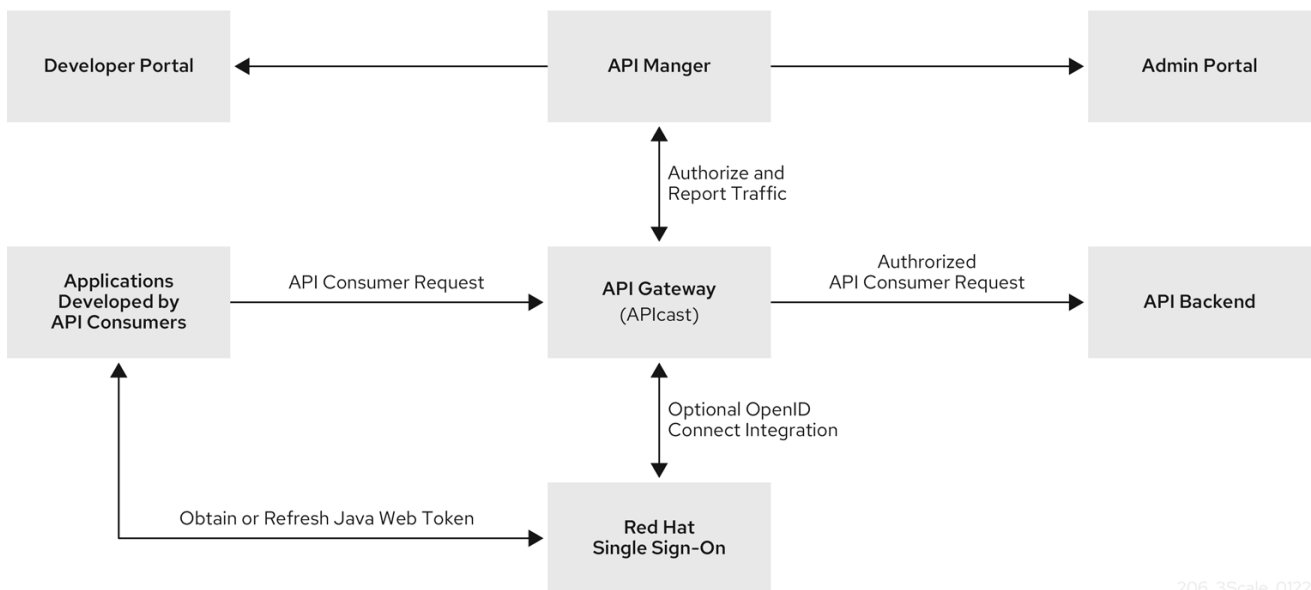 Developer Portal
API Manger
Admin Portal
Authorize and
Report Traffic
Applications
Developed by
API Consumers
API Consumer Request
API Gateway
(APIcast)
Authrorized
API Consumer Request
API Backend
Optional OpenID
Connect Integration
Obtain or Refresh Java Web Token
Red Hat
Single Sign-On
206_3Scale_0122